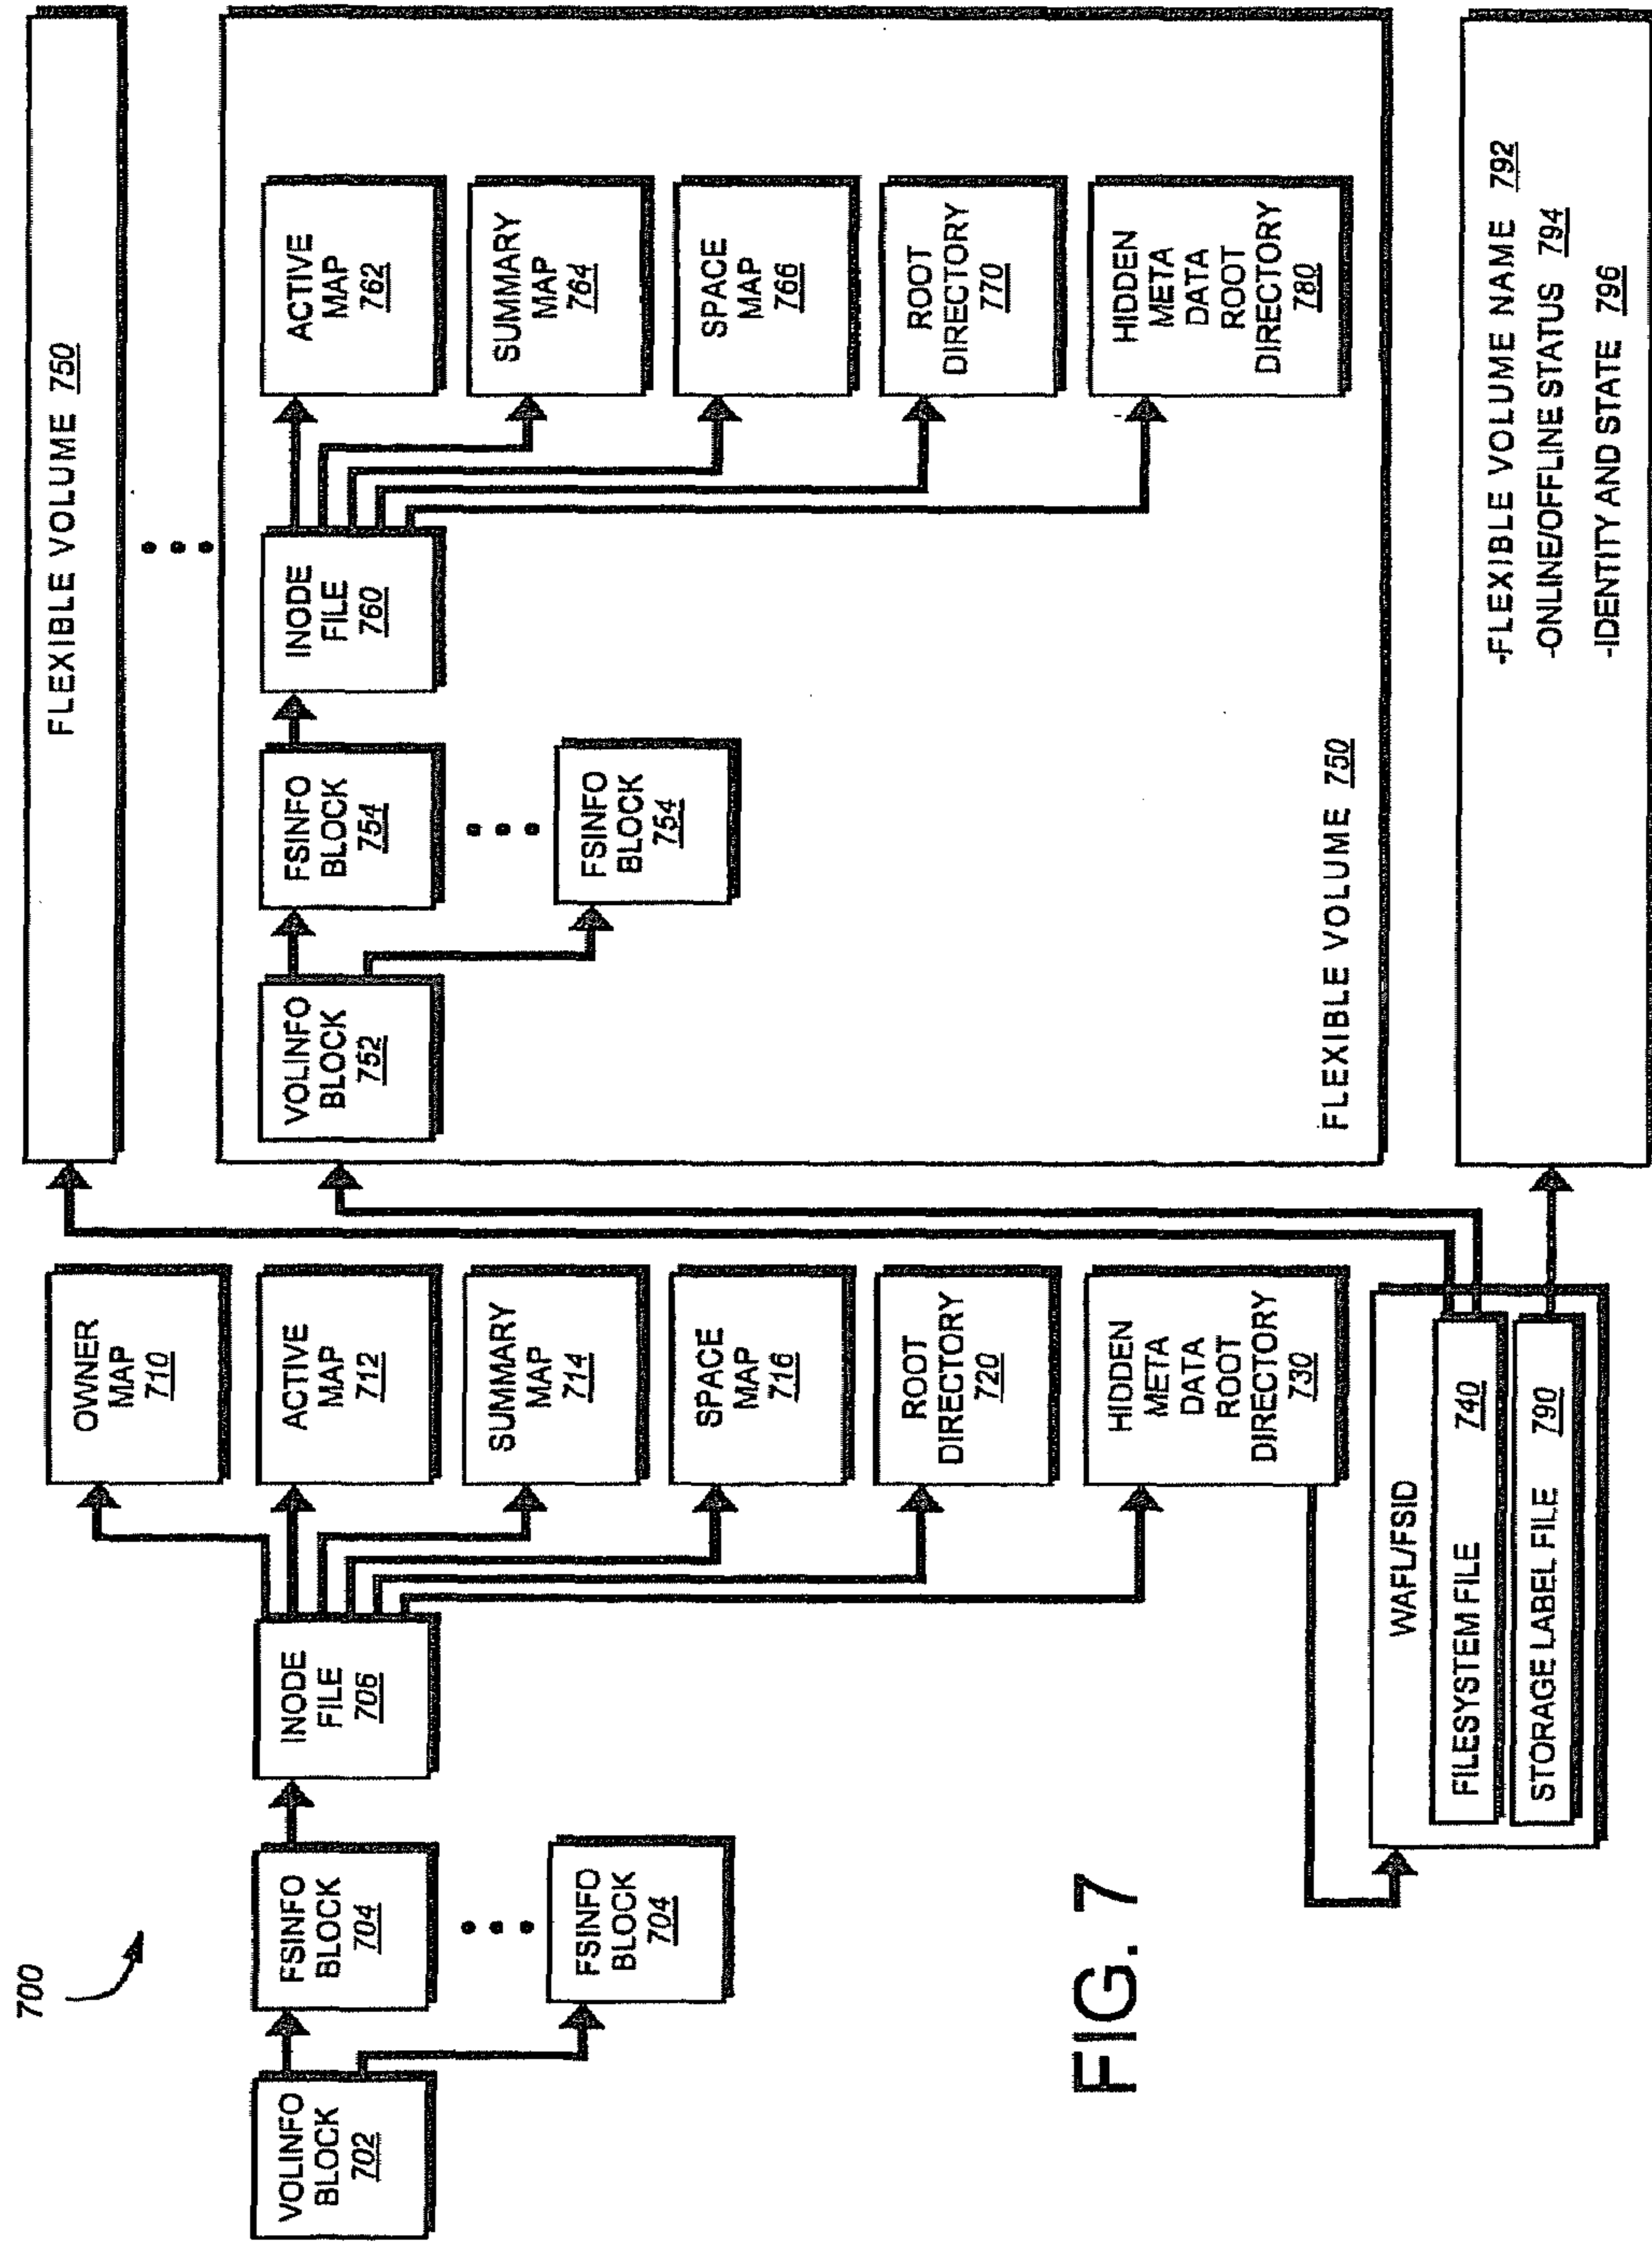 700
VOLINFO
BLOCK
702
FSINFO
BLOCK
704
FSINFO
BLOCK
704
INODE
FILE
706
OWNER
MAP
710
ACTIVE
MAP
712
SUMMARY
MAP
714
SPACE
MAP
716
ROOT
DIRECTORY
720
HIDDEN
META
DATA
ROOT
DIRECTORY
730
WAFL/FSID
FILESYSTEM FILE 740
STORAGE LABEL FILE 790
FLEXIBLE VOLUME 750
VOLINFO
BLOCK
752
FSINFO
BLOCK
754
FSINFO
BLOCK
754
INODE
FILE
760
ACTIVE
MAP
762
SUMMARY
MAP
764
SPACE
MAP
766
ROOT
DIRECTORY
770
HIDDEN
META
DATA
ROOT
DIRECTORY
780
FLEXIBLE VOLUME 750
-FLEXIBLE VOLUME NAME 792
-ONLINE/OFFLINE STATUS 794
-IDENTITY AND STATE 796
FIG. 7